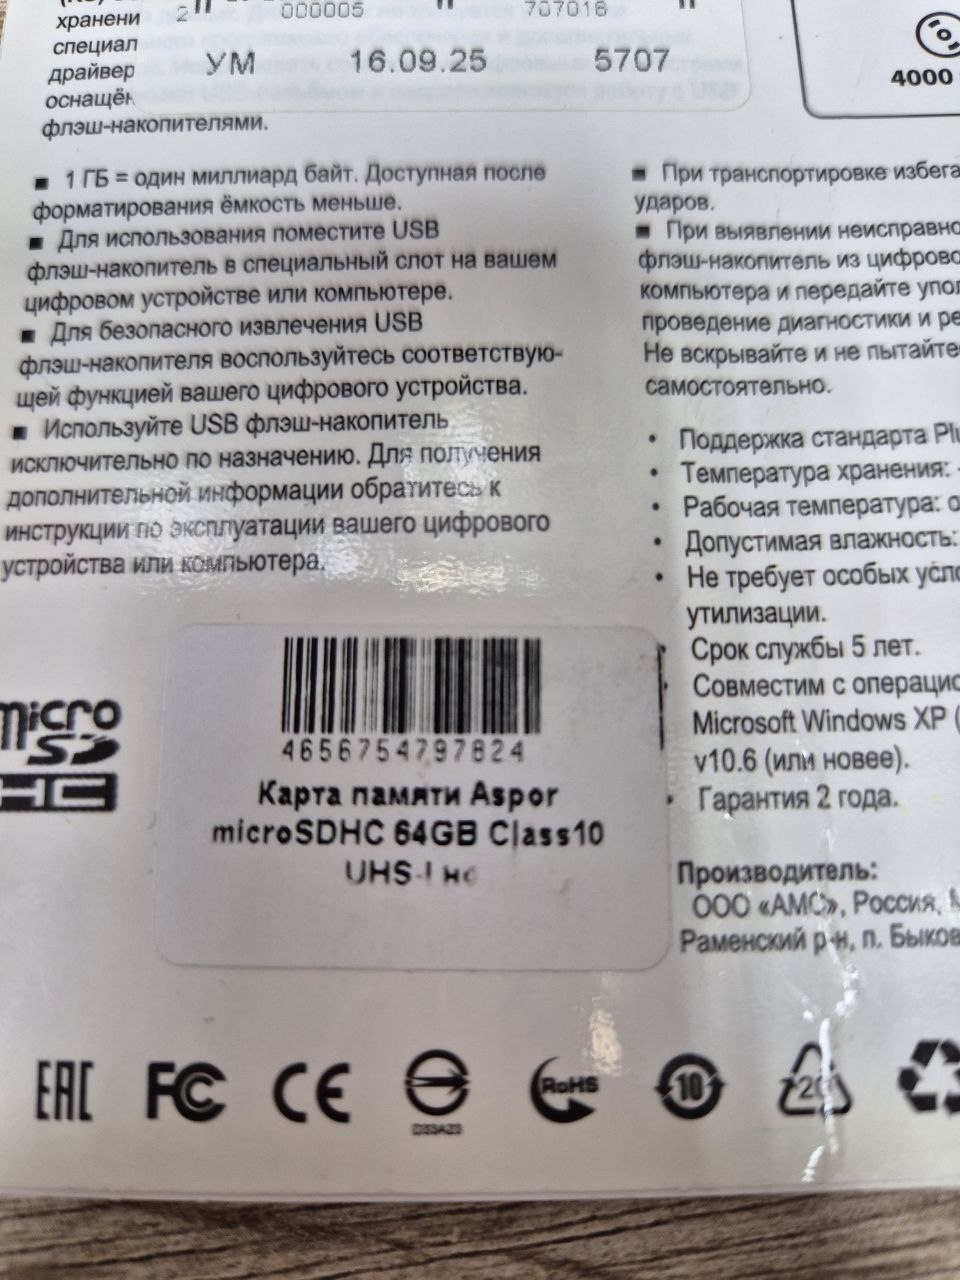 хранени
специал
драйвер
оснащён
флэш-накопителями.
2 " 000005 " 707018 "
УМ 16.09.25 5707
4000
■ 1 ГБ = один миллиард байт. Доступная после
форматирования ёмкость меньше.
■ Для использования поместите USB
флэш-накопитель в специальный слот на вашем
цифровом устройстве или компьютере.
■ Для безопасного извлечения USB
флэш-накопителя воспользуйтесь соответствую-
щей функцией вашего цифрового устройства.
■ Используйте USB флэш-накопитель
исключительно по назначению. Для получения
дополнительной информации обратитесь к
инструкции по эксплуатации вашего цифрового
устройства или компьютера.
■ При транспортировке избега
ударов.
■ При выявлении неисправно
флэш-накопитель из цифрово
компьютера и передайте упол
проведение диагностики и ре
Не вскрывайте и не пытайте
самостоятельно.
• Поддержка стандарта Plu
• Температура хранения: -
• Рабочая температура: о
• Допустимая влажность:
• Не требует особых усло
утилизации.
Срок службы 5 лет.
Совместим с операцио
Microsoft Windows XP (
v10.6 (или новее).
• Гарантия 2 года.
Производитель:
ООО «АМС», Россия, М
Раменский р-н, п. Быков
micro
SD
HC
4656754797824
Карта памяти Aspor
microSDHC 64GB Class10
UHS-I
EAC FC CE RoHS 10 20